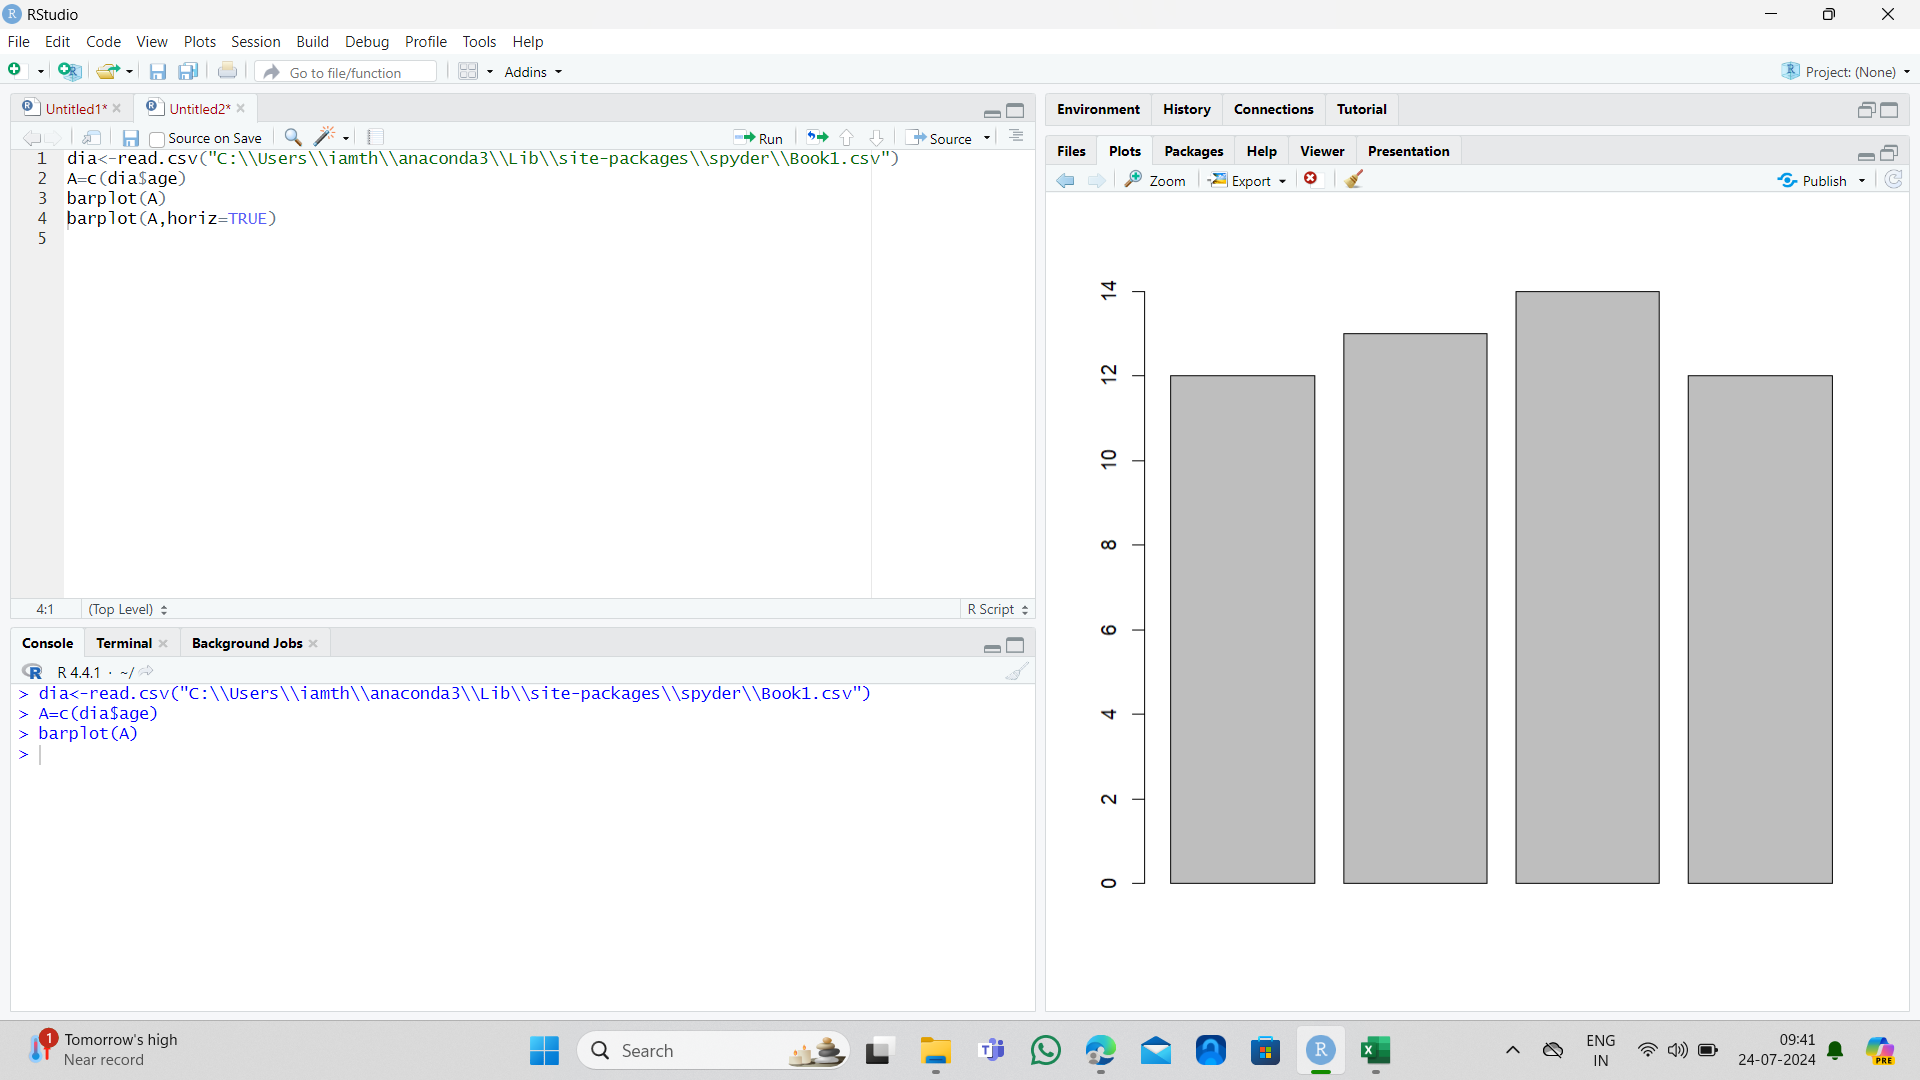 RStudio
File Edit Code View Plots Session Build Debug Profile Tools Help
Go to file/function Addins Project: (None)
Untitled1* Untitled2*
Source on Save Run Source
1 dia<-read.csv("C:\\Users\\iamth\\anaconda3\\Lib\\site-packages\\spyder\\Book1.csv")
2 A=c(dia$age)
3 barplot(A)
4 barplot(A,horiz=TRUE)
5
4:1 (Top Level) R Script
Console Terminal Background Jobs
R R 4.4.1 · ~/
> dia<-read.csv("C:\\Users\\iamth\\anaconda3\\Lib\\site-packages\\spyder\\Book1.csv")
> A=c(dia$age)
> barplot(A)
>
Environment History Connections Tutorial
Files Plots Packages Help Viewer Presentation
Zoom Export Publish
14
12
10
8
6
4
2
0
1 Tomorrow's high
Near record
Search
ENG
IN
09:41
24-07-2024
PRE